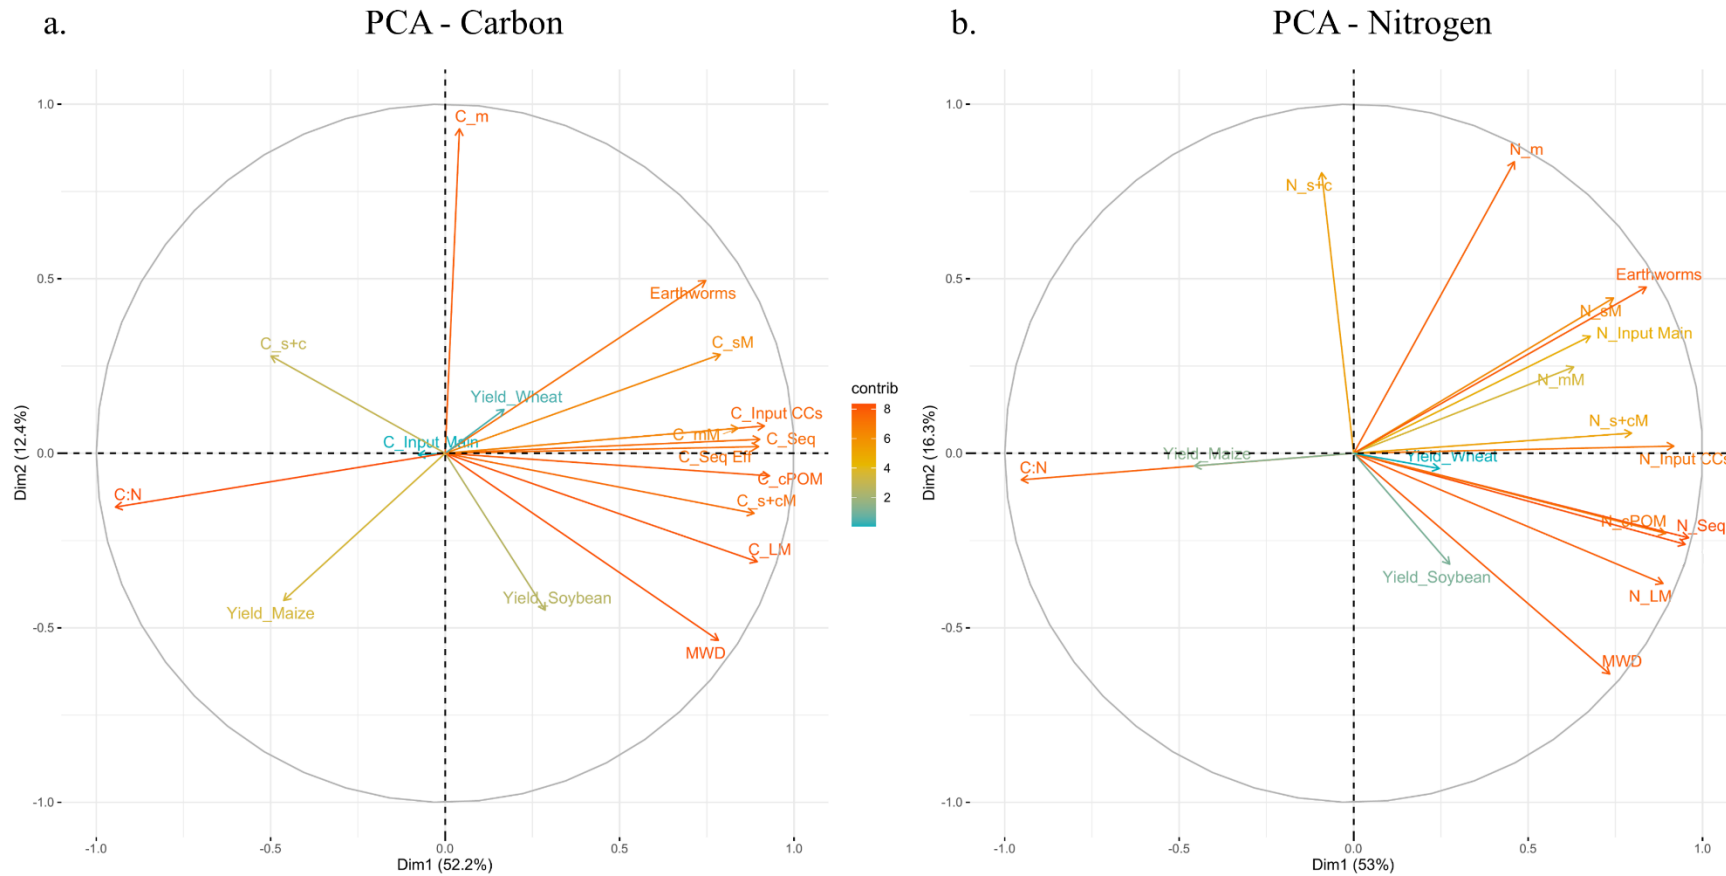 a.
PCA - Carbon
1.0
0.5
0.0
-0.5
-1.0
-1.0
-0.5
0.0
0.5
1.0
Dim2 (12.4%)
Dim1 (52.2%)
C_m
Earthworms
C_s+c
C_sM
Yield_Wheat
C_Input CCs
C_mM
C_Seq
C_Input Main
C_Seq Eff
C_cPOM
C:N
C_s+cM
C_LM
Yield_Maize
Yield_Soybean
MWD
contrib
8
6
4
2
b.
PCA - Nitrogen
1.0
0.5
0.0
-0.5
-1.0
-1.0
-0.5
0.0
0.5
1.0
Dim2 (16.3%)
Dim1 (53%)
N_m
N_s+c
Earthworms
N_sM
N_Input Main
N_mM
N_s+cM
Yield_Maize
Yield_Wheat
N_Input CCs
C:N
N_cPOM
N_Seq
Yield_Soybean
N_LM
MWD